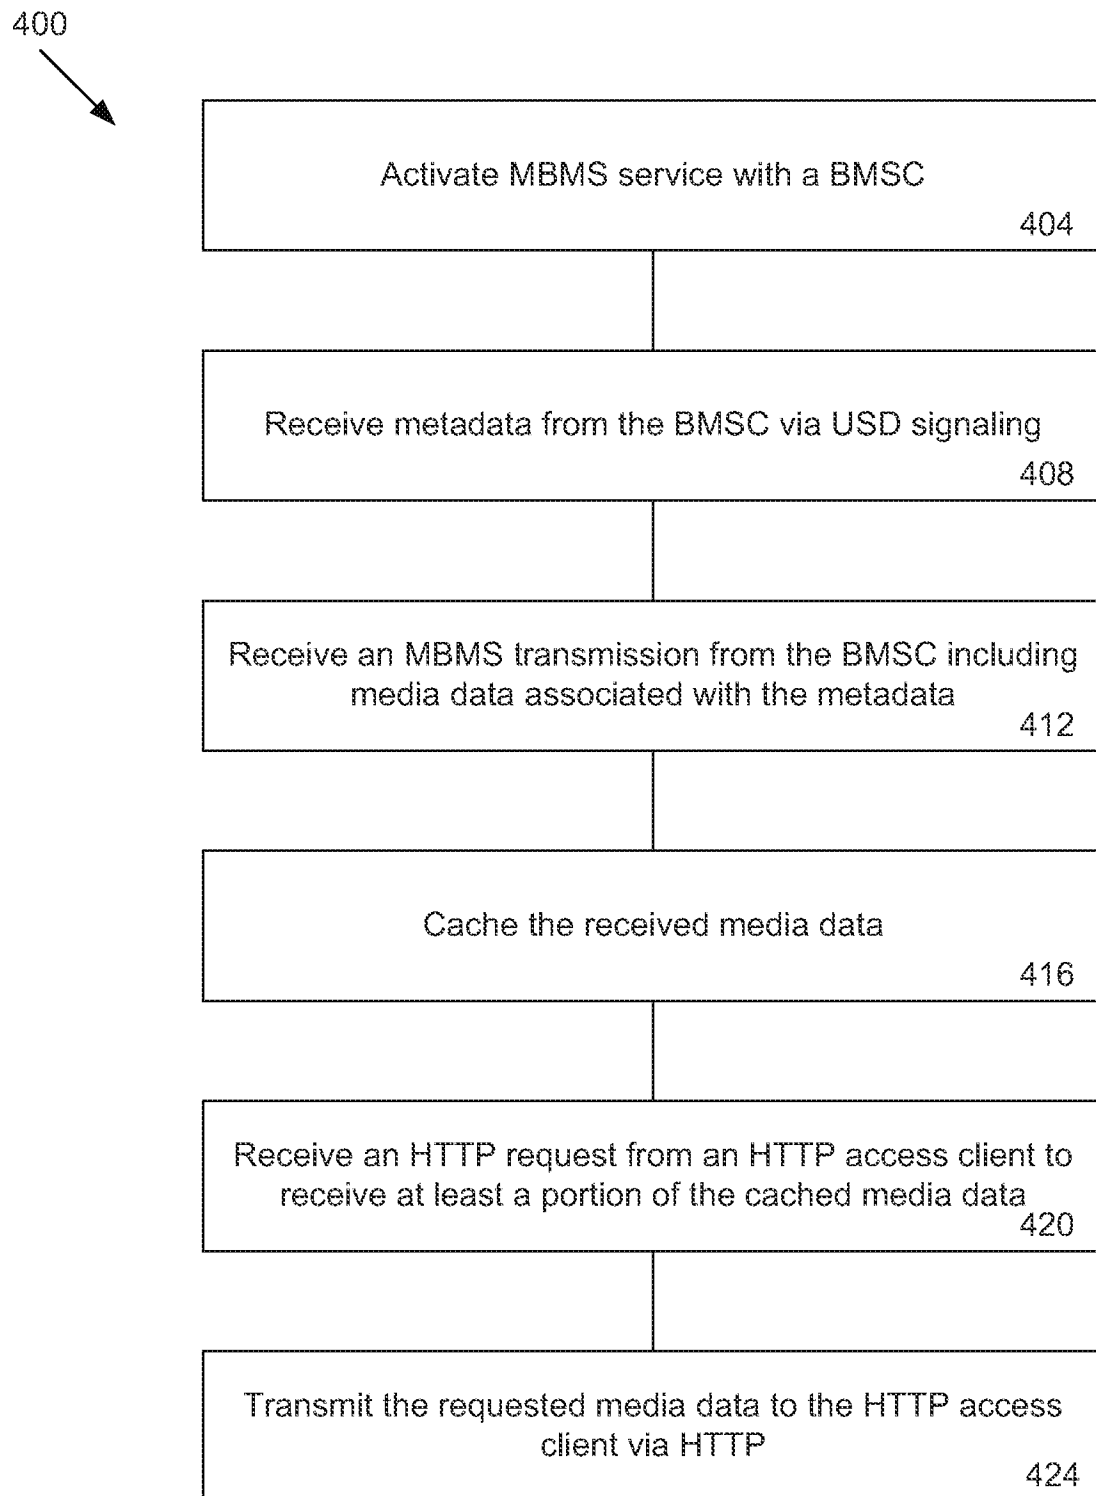 400
Activate MBMS service with a BMSC
404
Receive metadata from the BMSC via USD signaling
408
Receive an MBMS transmission from the BMSC including
media data associated with the metadata
412
Cache the received media data
416
Receive an HTTP request from an HTTP access client to
receive at least a portion of the cached media data
420
Transmit the requested media data to the HTTP access
client via HTTP
424